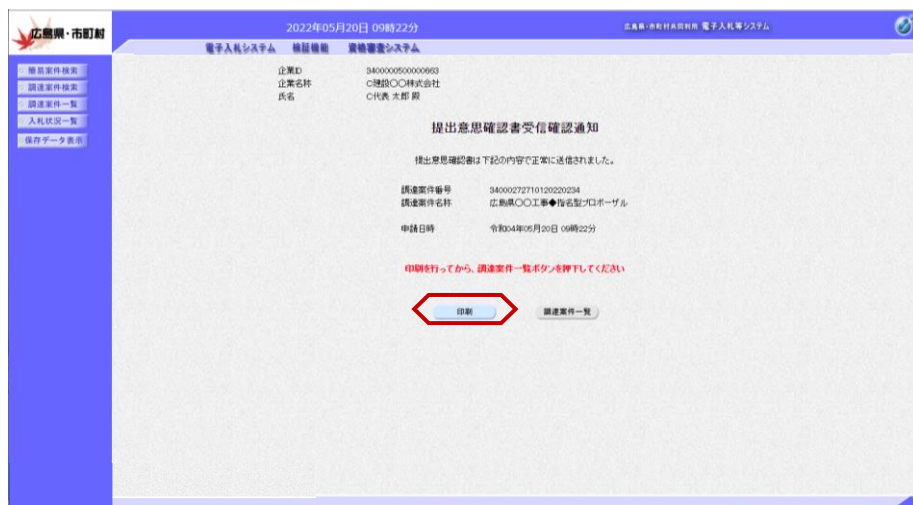 広島県・市町村
2022年05月20日 09時22分
広島県・市町村共同利用 電子入札等システム
電子入札システム 検証機能 資格審査システム
簡易案件検索
調達案件検索
調達案件一覧
入札状況一覧
保存データ表示
企業ID 3400000500000663
企業名称 C建設〇〇株式会社
氏名 C代表 太郎 殿
提出意思確認書受信確認通知
提出意思確認書は下記の内容で正常に送信されました。
調達案件番号 34000272710120220234
調達案件名称 広島県〇〇工事◆指名型プロポーザル
申請日時 令和04年05月20日 09時22分
印刷を行ってから、調達案件一覧ボタンを押下してください
印刷 調達案件一覧